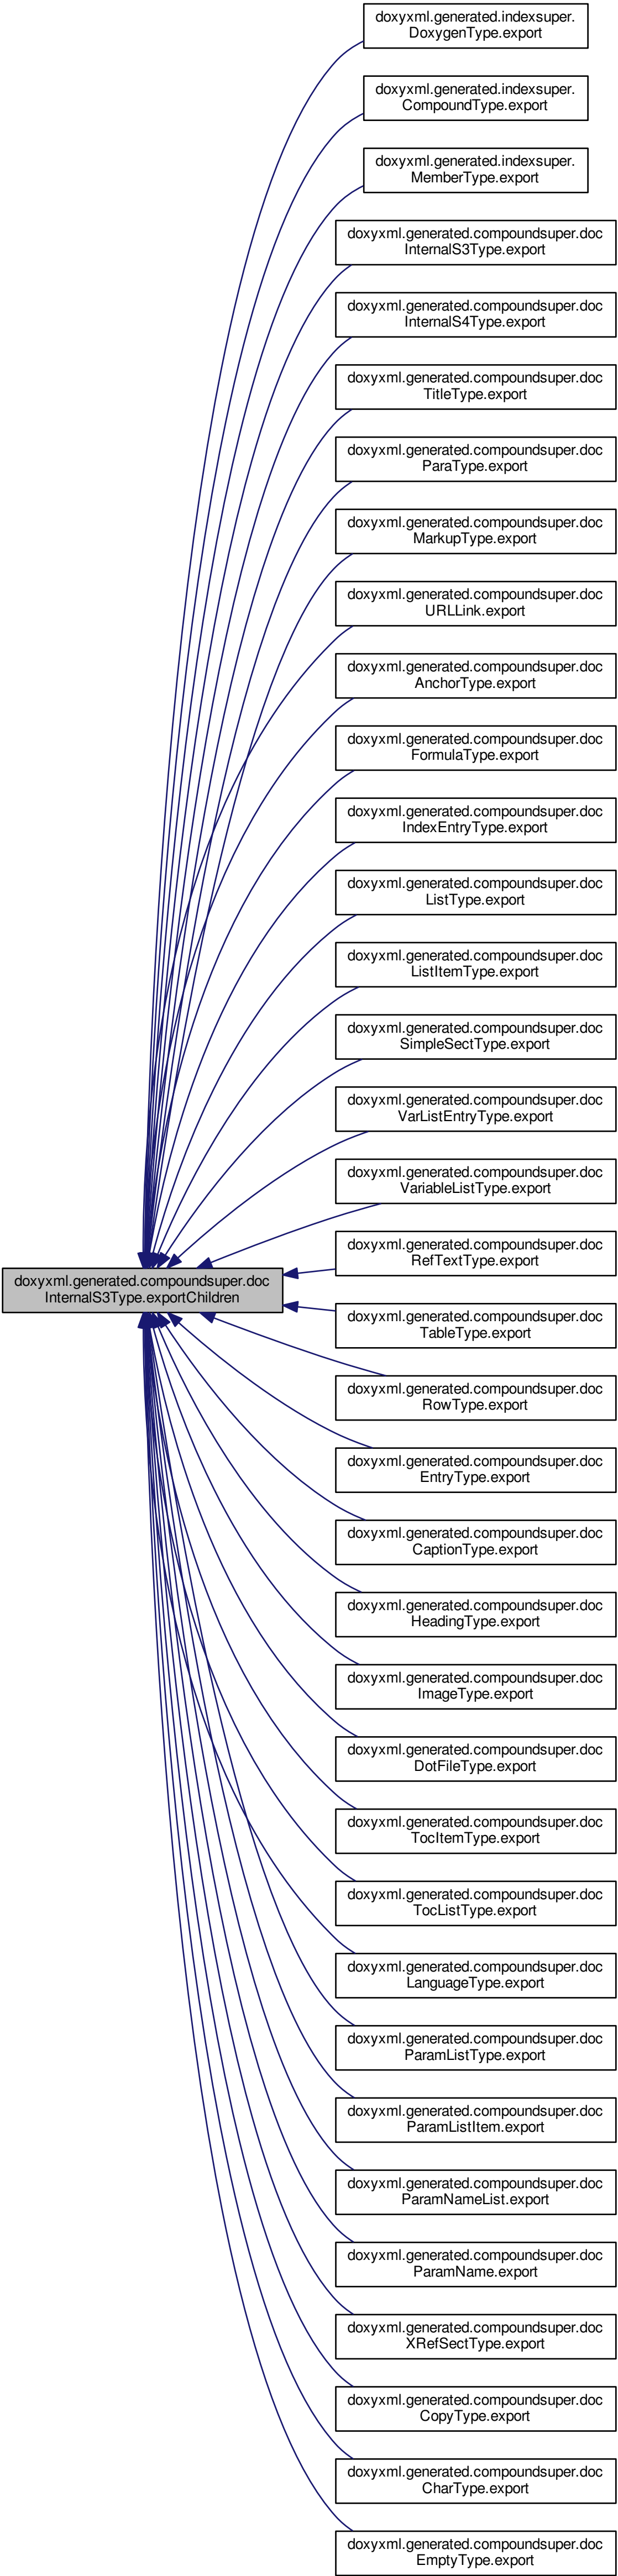 doxyxml.generated.indexsuper.
DoxygenType.export
doxyxml.generated.indexsuper.
CompoundType.export
doxyxml.generated.indexsuper.
MemberType.export
doxyxml.generated.compoundsuper.doc
InternalS3Type.export
doxyxml.generated.compoundsuper.doc
InternalS4Type.export
doxyxml.generated.compoundsuper.doc
TitleType.export
doxyxml.generated.compoundsuper.doc
ParaType.export
doxyxml.generated.compoundsuper.doc
MarkupType.export
doxyxml.generated.compoundsuper.doc
URLLink.export
doxyxml.generated.compoundsuper.doc
AnchorType.export
doxyxml.generated.compoundsuper.doc
FormulaType.export
doxyxml.generated.compoundsuper.doc
IndexEntryType.export
doxyxml.generated.compoundsuper.doc
ListType.export
doxyxml.generated.compoundsuper.doc
ListItemType.export
doxyxml.generated.compoundsuper.doc
SimpleSectType.export
doxyxml.generated.compoundsuper.doc
VarListEntryType.export
doxyxml.generated.compoundsuper.doc
VariableListType.export
doxyxml.generated.compoundsuper.doc
RefTextType.export
doxyxml.generated.compoundsuper.doc
InternalS3Type.exportChildren
doxyxml.generated.compoundsuper.doc
TableType.export
doxyxml.generated.compoundsuper.doc
RowType.export
doxyxml.generated.compoundsuper.doc
EntryType.export
doxyxml.generated.compoundsuper.doc
CaptionType.export
doxyxml.generated.compoundsuper.doc
HeadingType.export
doxyxml.generated.compoundsuper.doc
ImageType.export
doxyxml.generated.compoundsuper.doc
DotFileType.export
doxyxml.generated.compoundsuper.doc
TocItemType.export
doxyxml.generated.compoundsuper.doc
TocListType.export
doxyxml.generated.compoundsuper.doc
LanguageType.export
doxyxml.generated.compoundsuper.doc
ParamListType.export
doxyxml.generated.compoundsuper.doc
ParamListItem.export
doxyxml.generated.compoundsuper.doc
ParamNameList.export
doxyxml.generated.compoundsuper.doc
ParamName.export
doxyxml.generated.compoundsuper.doc
XRefSectType.export
doxyxml.generated.compoundsuper.doc
CopyType.export
doxyxml.generated.compoundsuper.doc
CharType.export
doxyxml.generated.compoundsuper.doc
EmptyType.export